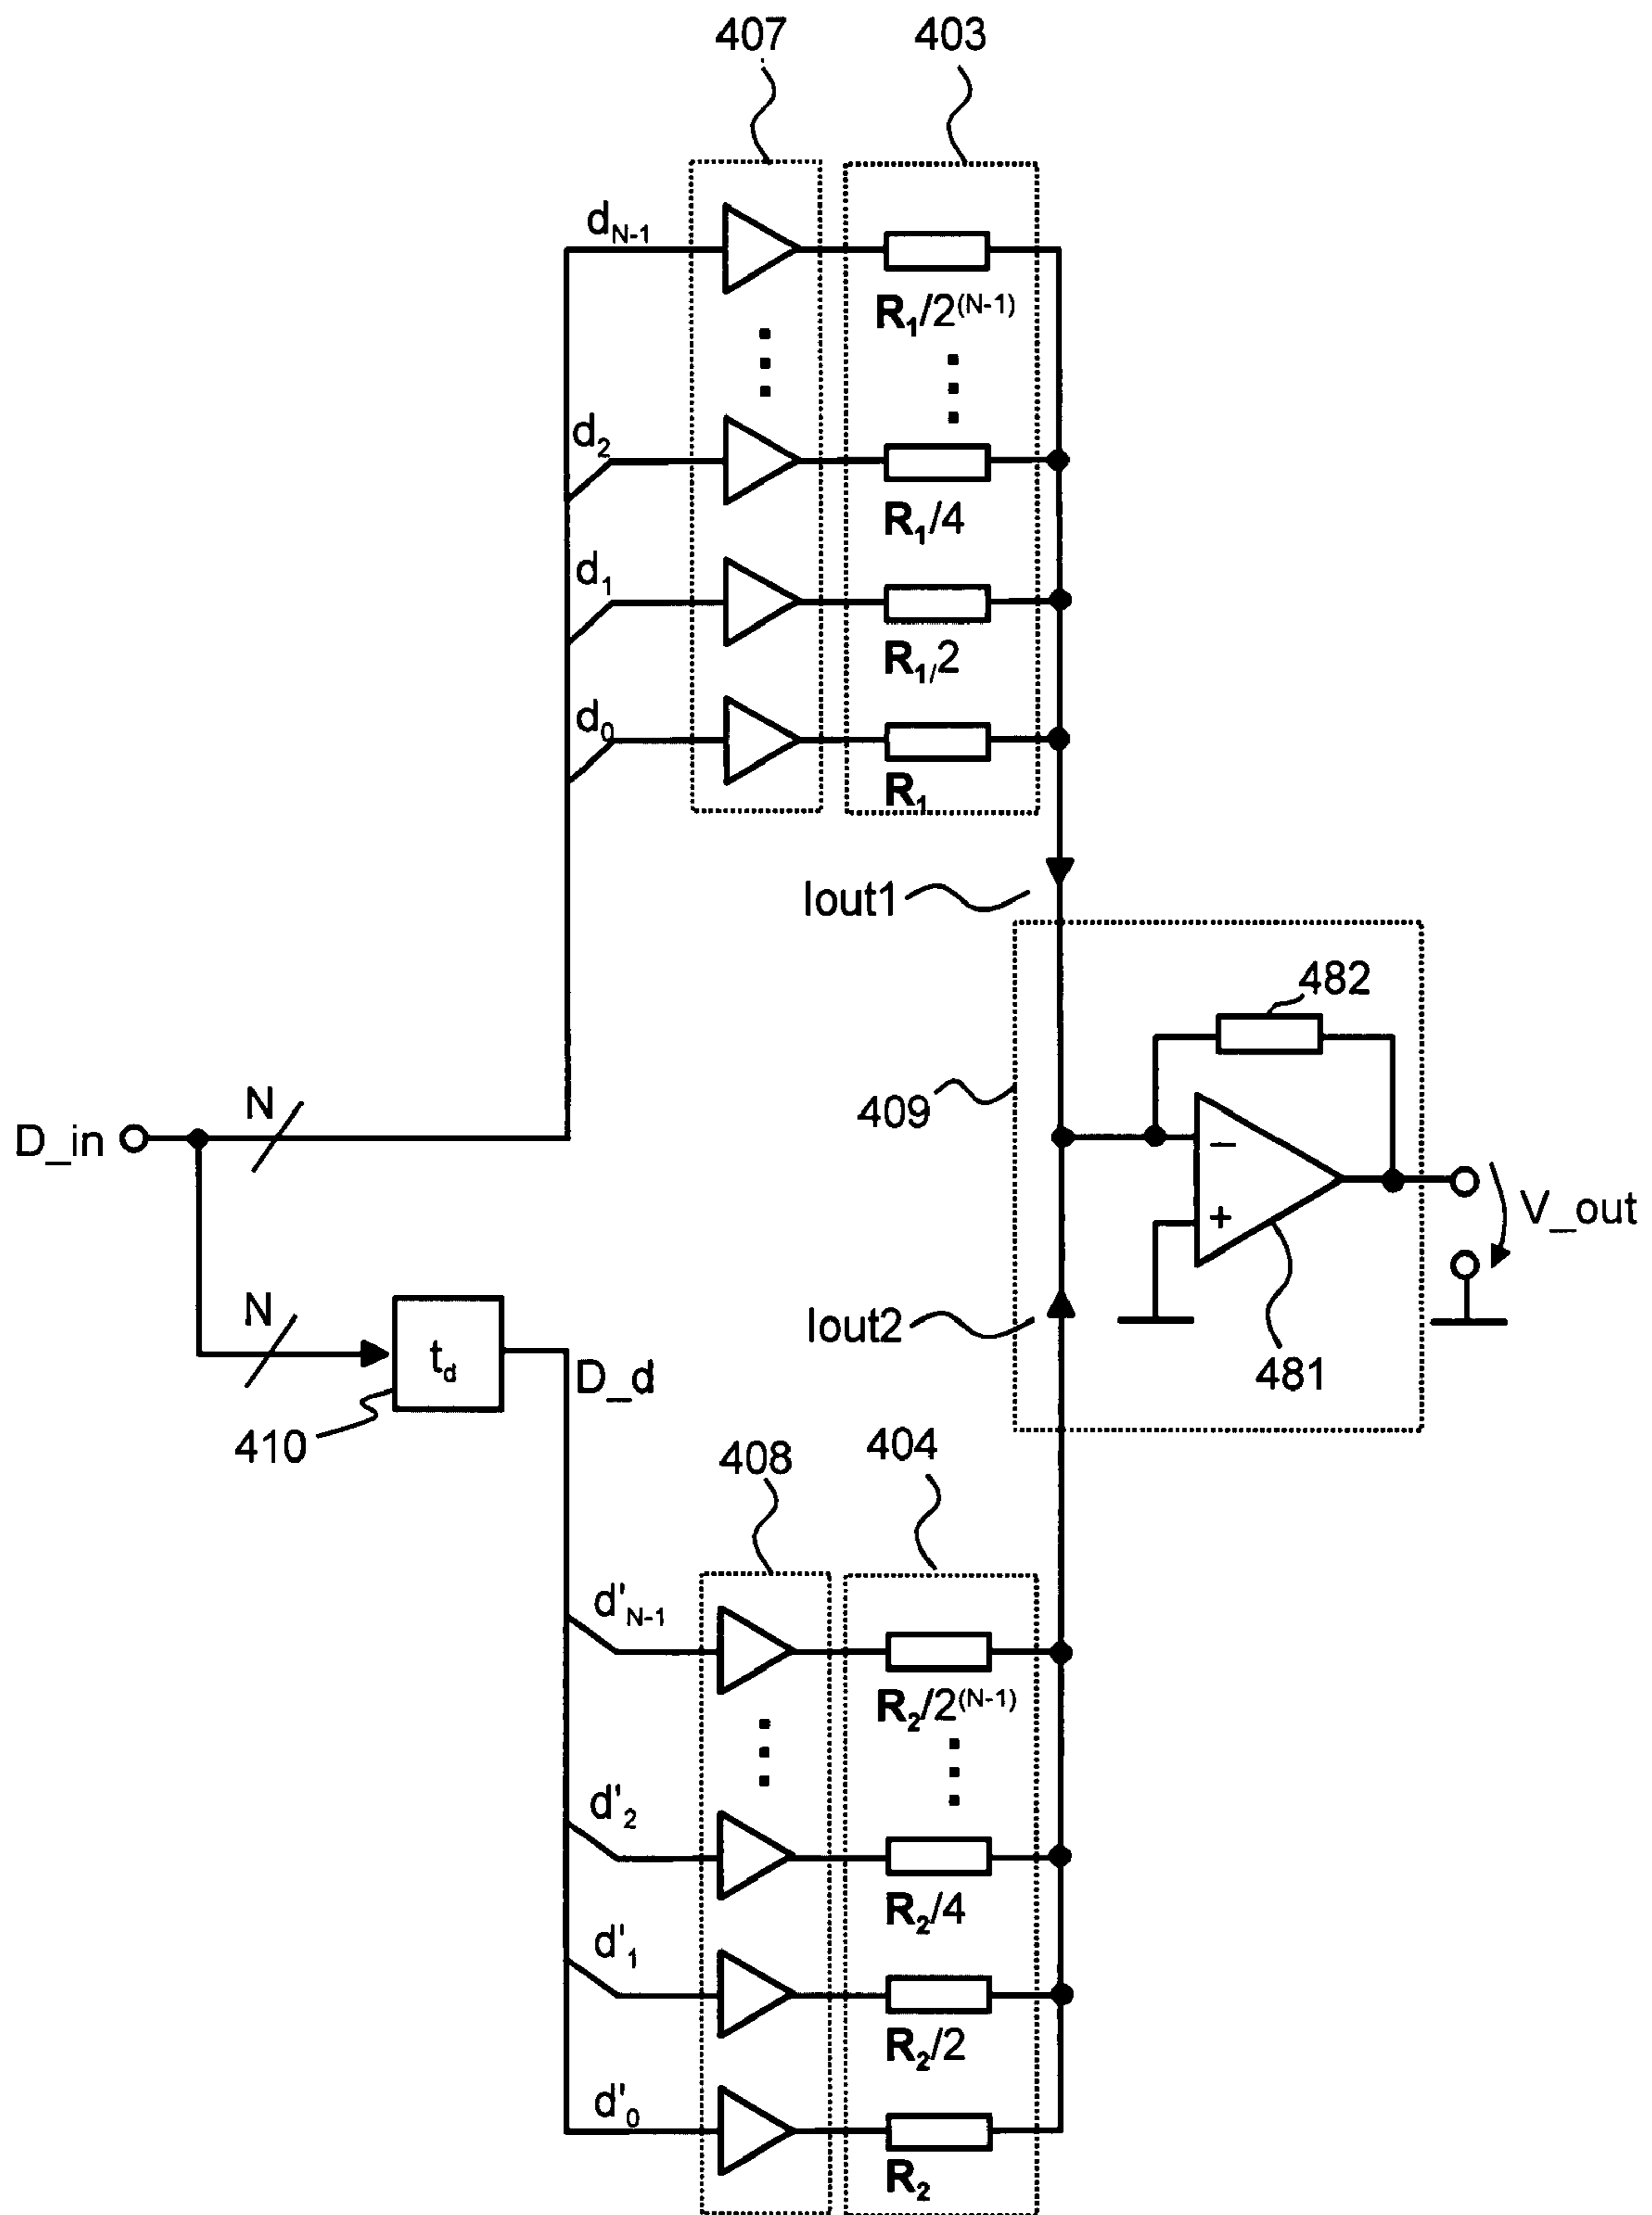 407
403
d_{N-1}
R₁/2^{(N-1)}
d₂
R₁/4
d₁
R₁/2
d₀
R₁
Iout1
482
409
N
D_in
−
+
V_out
N
t_d
D_d
Iout2
481
410
408
404
d'_{N-1}
R₂/2^{(N-1)}
d'₂
R₂/4
d'₁
R₂/2
d'₀
R₂